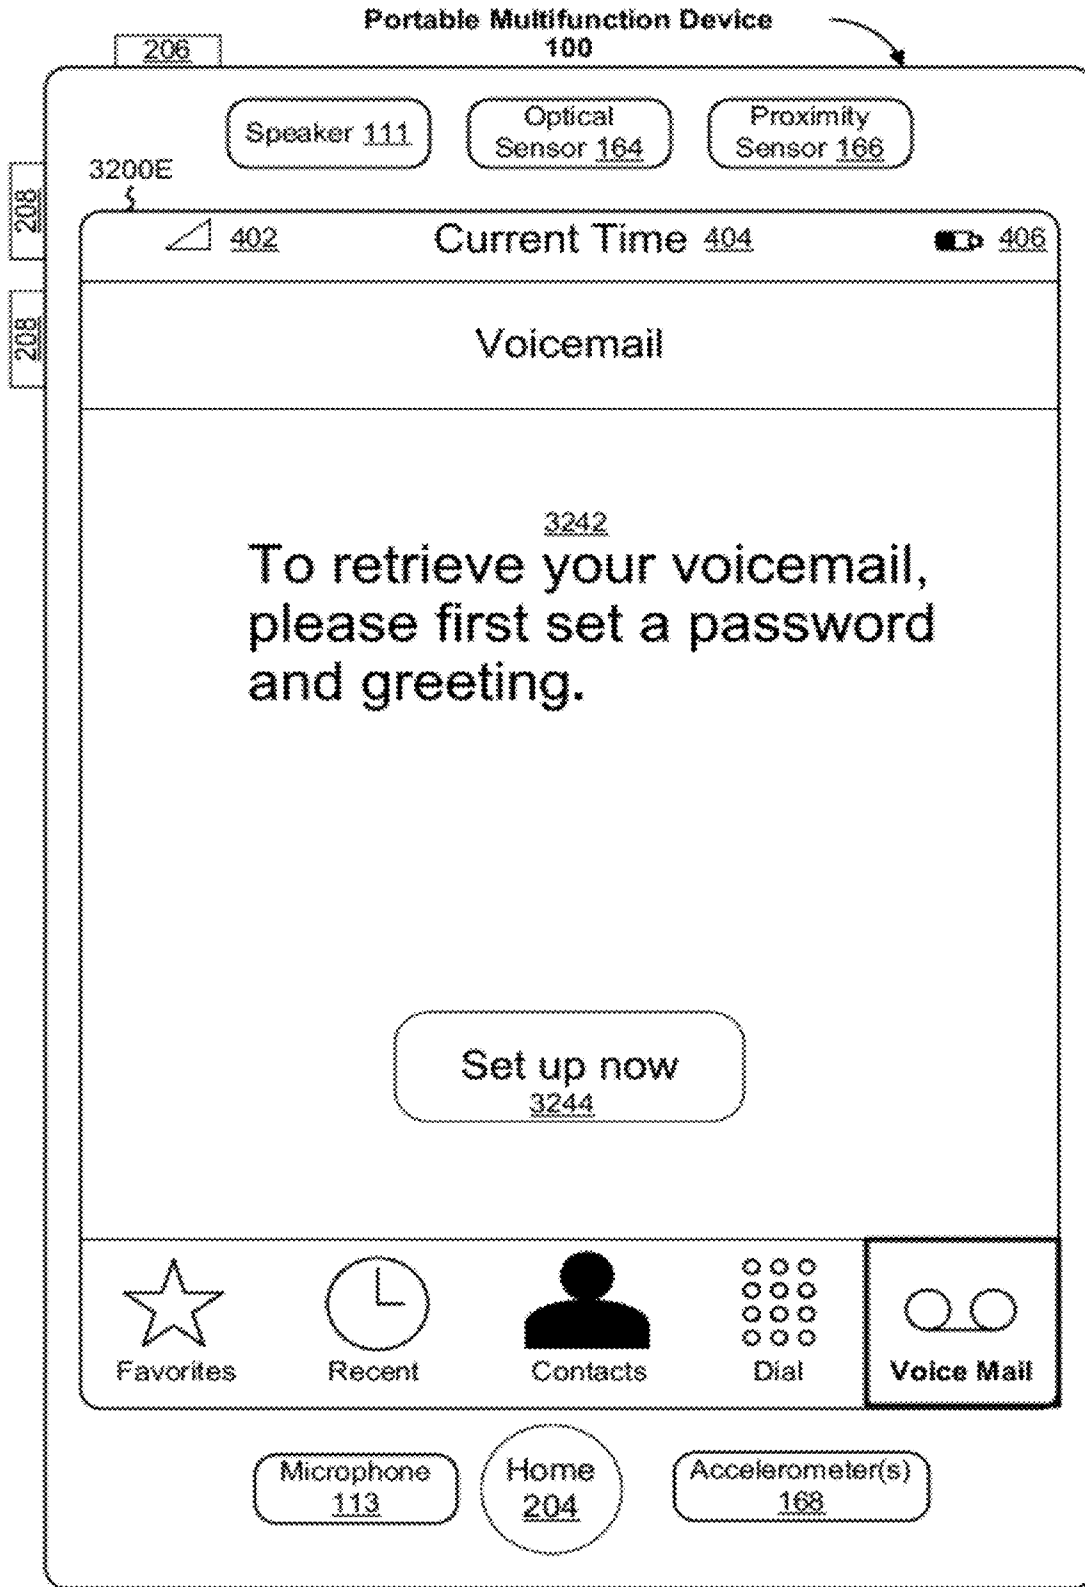 Portable Multifunction Device
100
206
Speaker 111
Optical
Sensor 164
Proximity
Sensor 166
3200E
208
208
402
Current Time 404
406
Voicemail
3242
To retrieve your voicemail,
please first set a password
and greeting.
Set up now
3244
Favorites
Recent
Contacts
Dial
Voice Mail
Microphone
113
Home
204
Accelerometer(s)
168